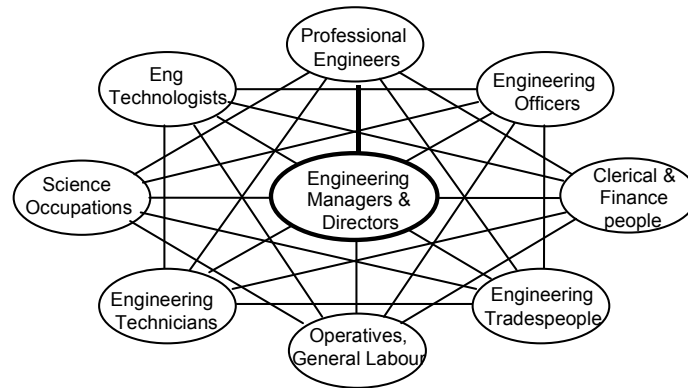 Professional
Engineers
Eng
Technologists
Engineering
Officers
Science
Occupations
Engineering
Managers &
Directors
Clerical &
Finance
people
Engineering
Technicians
Engineering
Tradespeople
Operatives,
General Labour